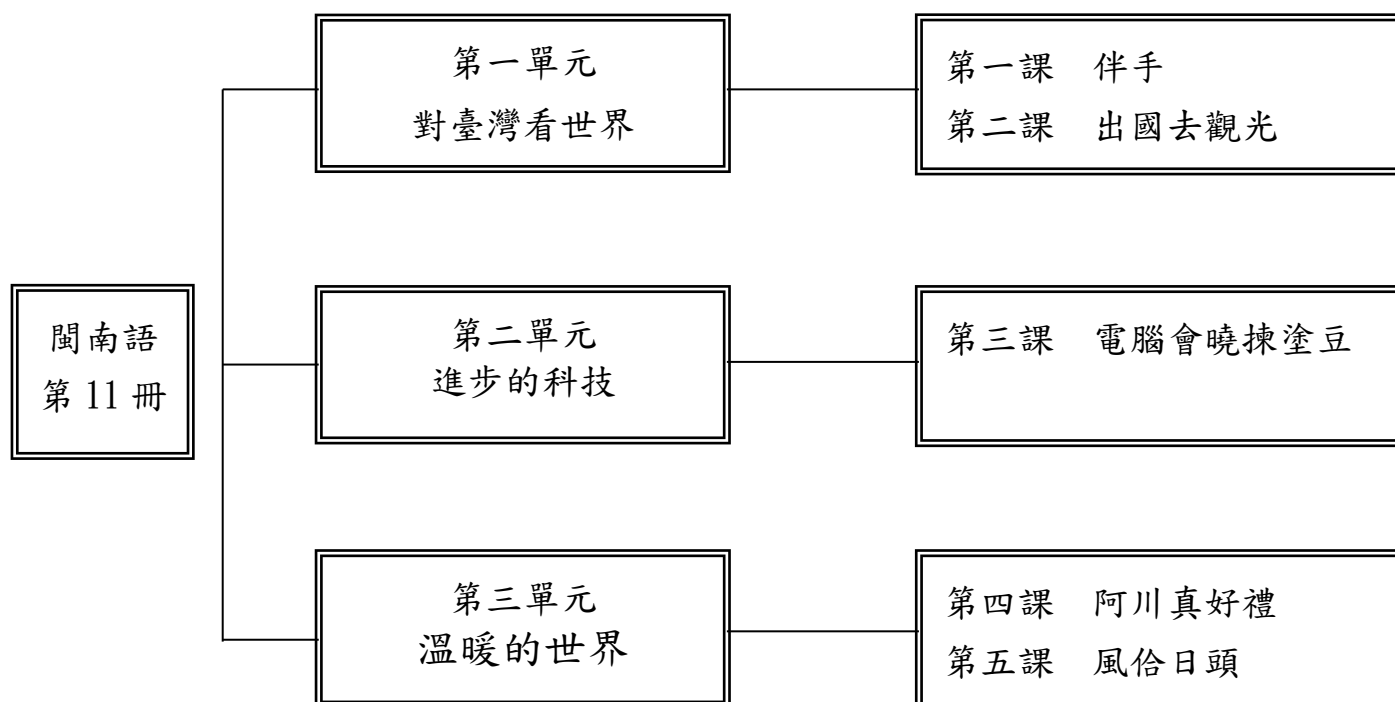 閩南語
第 11 冊
第一單元
對臺灣看世界
第一課　伴手
第二課　出國去觀光
第二單元
進步的科技
第三課　電腦會曉揀塗豆
第三單元
溫暖的世界
第四課　阿川真好禮
第五課　風佮日頭